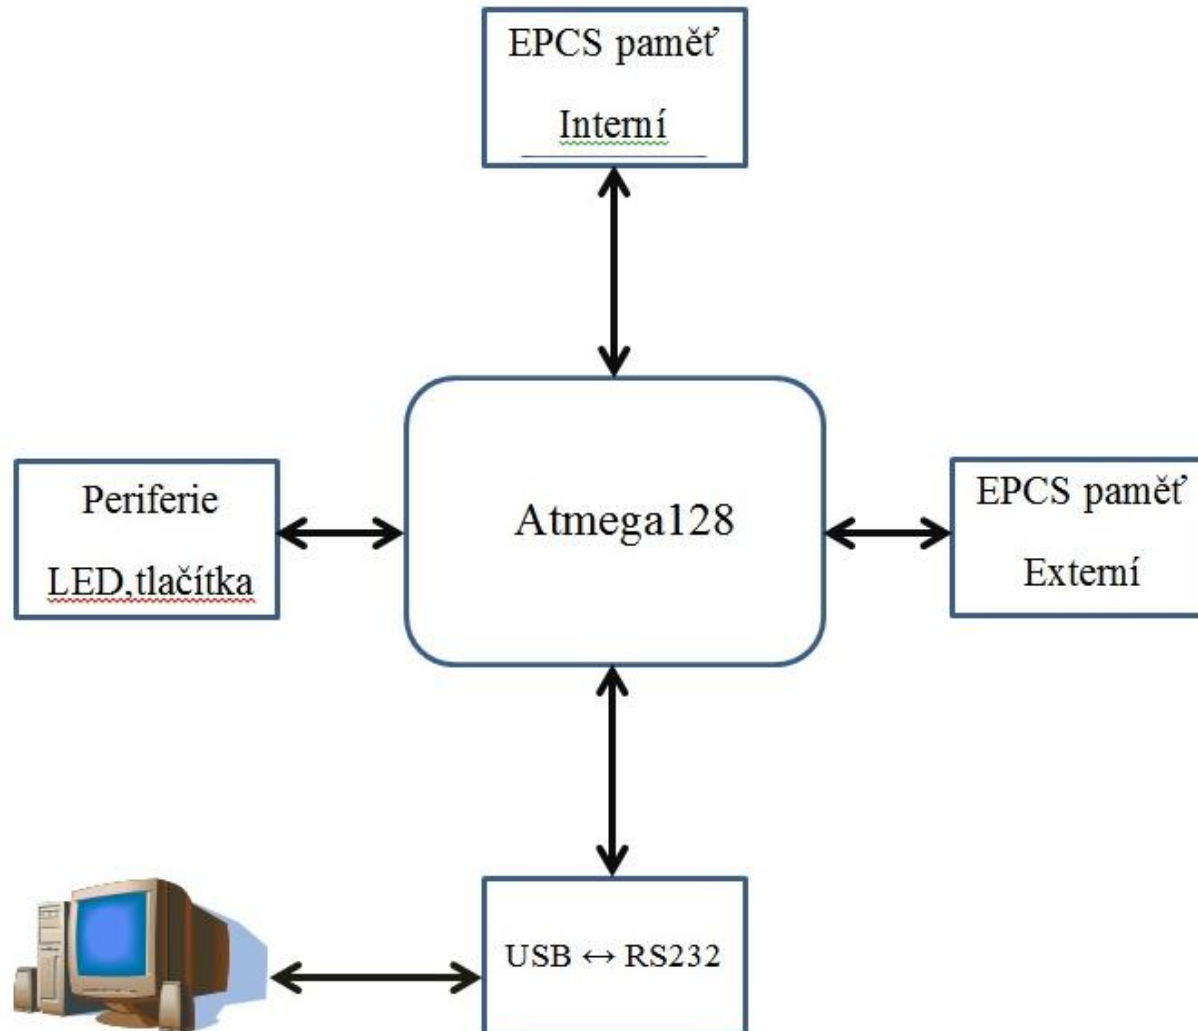 EPCS paměť
Interní
Periferie
LED,tlačítka
Atmega128
EPCS paměť
Externí
USB ↔ RS232